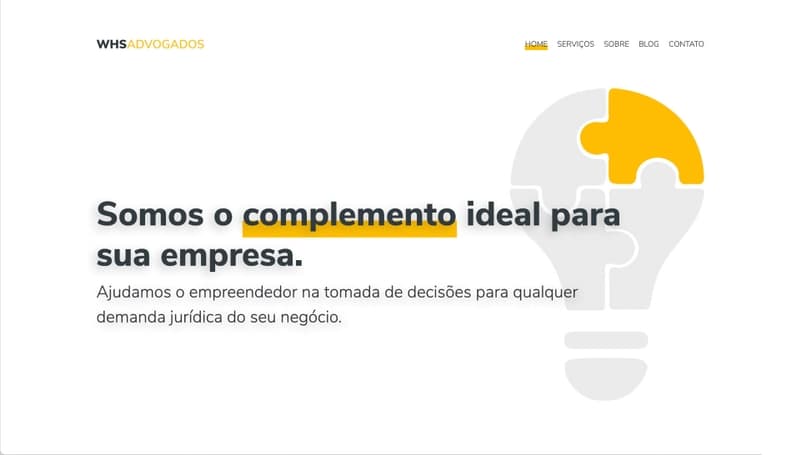 WHSADVOGADOS
HOME SERVIÇOS SOBRE BLOG CONTATO
Somos o complemento ideal para
sua empresa.
Ajudamos o empreendedor na tomada de decisões para qualquer
demanda jurídica do seu negócio.